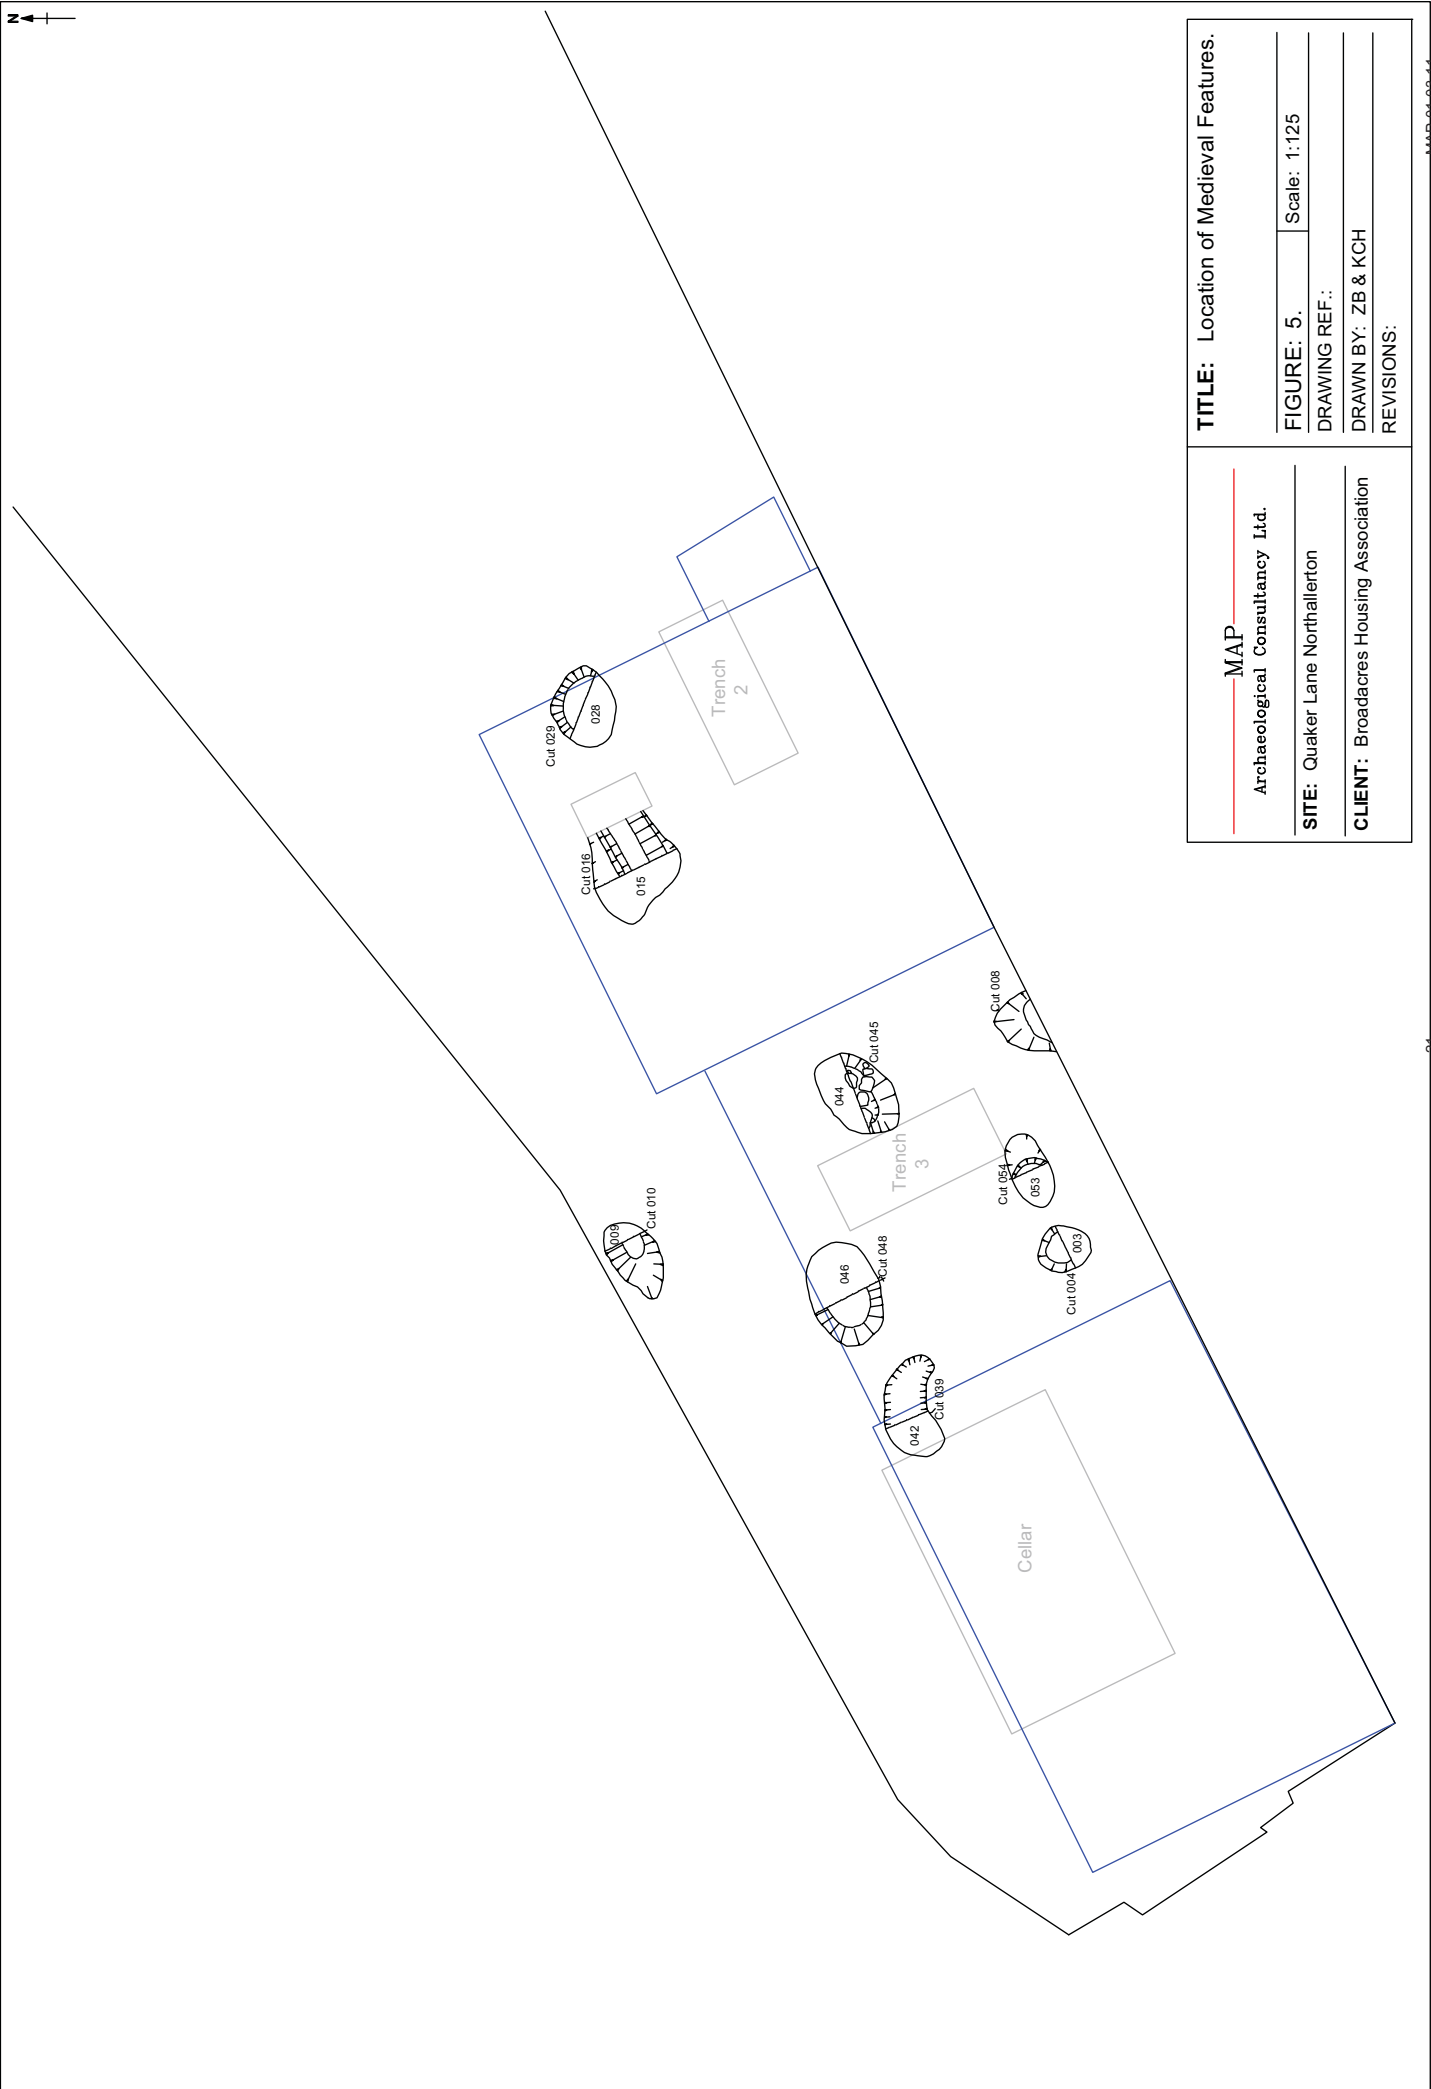 N
Cut 029
028
Trench
2
Cut 016
015
Cut 008
Cut 045
044
Trench
3
Cut 054
053
Cut 010
009
Cut 048
046
003
Cut 004
Cut 039
042
Cellar
MAP
Archaeological Consultancy Ltd.
SITE: Quaker Lane Northallerton
CLIENT: Broadacres Housing Association
TITLE: Location of Medieval Features.
FIGURE: 5.
Scale: 1:125
DRAWING REF.:
DRAWN BY: ZB & KCH
REVISIONS: